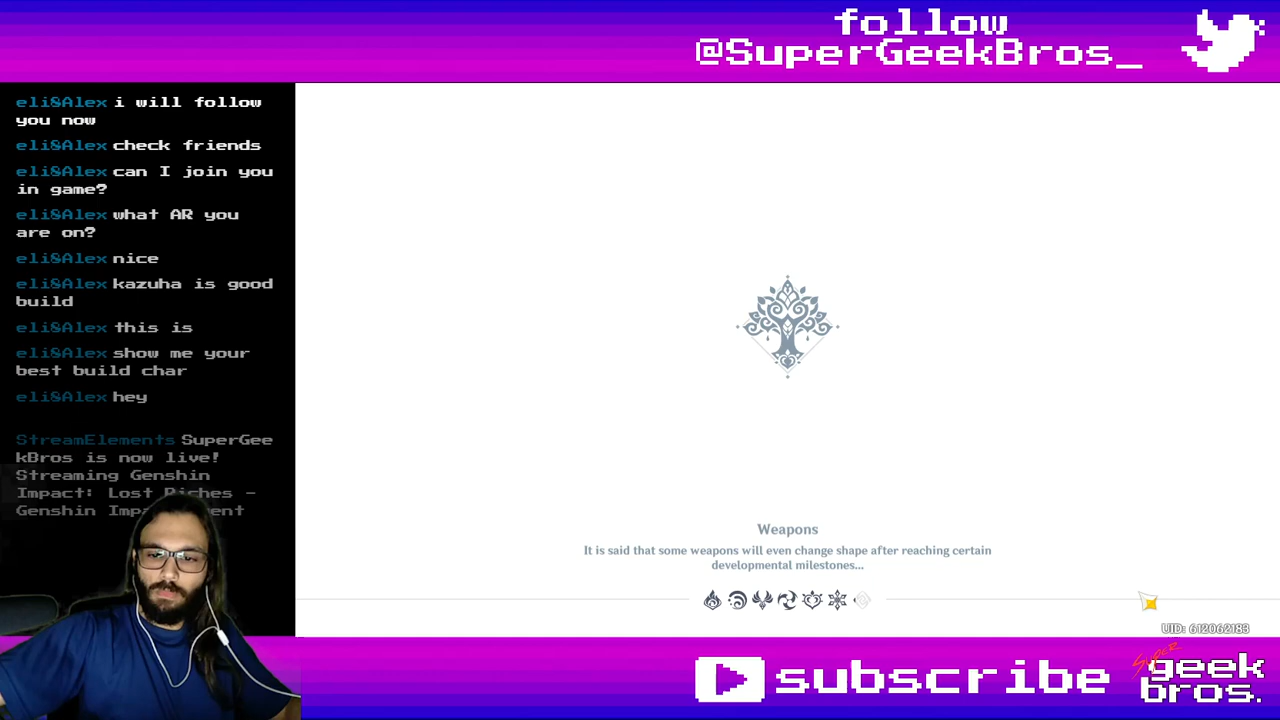 follow
@SuperGeekBros_
eli&Alex i will follow
you now
eli&Alex check friends
eli&Alex can I join you
in game?
eli&Alex what AR you
are on?
eli&Alex nice
eli&Alex kazuha is good
build
eli&Alex this is
eli&Alex show me your
best build char
eli&Alex hey
StreamElements SuperGee
kBros is now live!
Streaming Genshin
Impact: Lost Riches -
Genshin
Weapons
It is said that some weapons will even change shape after reaching certain
developmental milestones...
UID: 612062183
subscribe
SUPER
geek
bros.